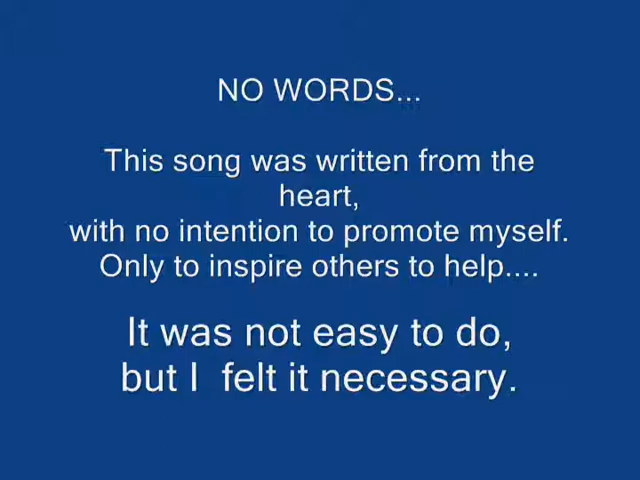 NO WORDS...
This song was written from the
heart,
with no intention to promote myself.
Only to inspire others to help....
It was not easy to do,
but I  felt it necessary.